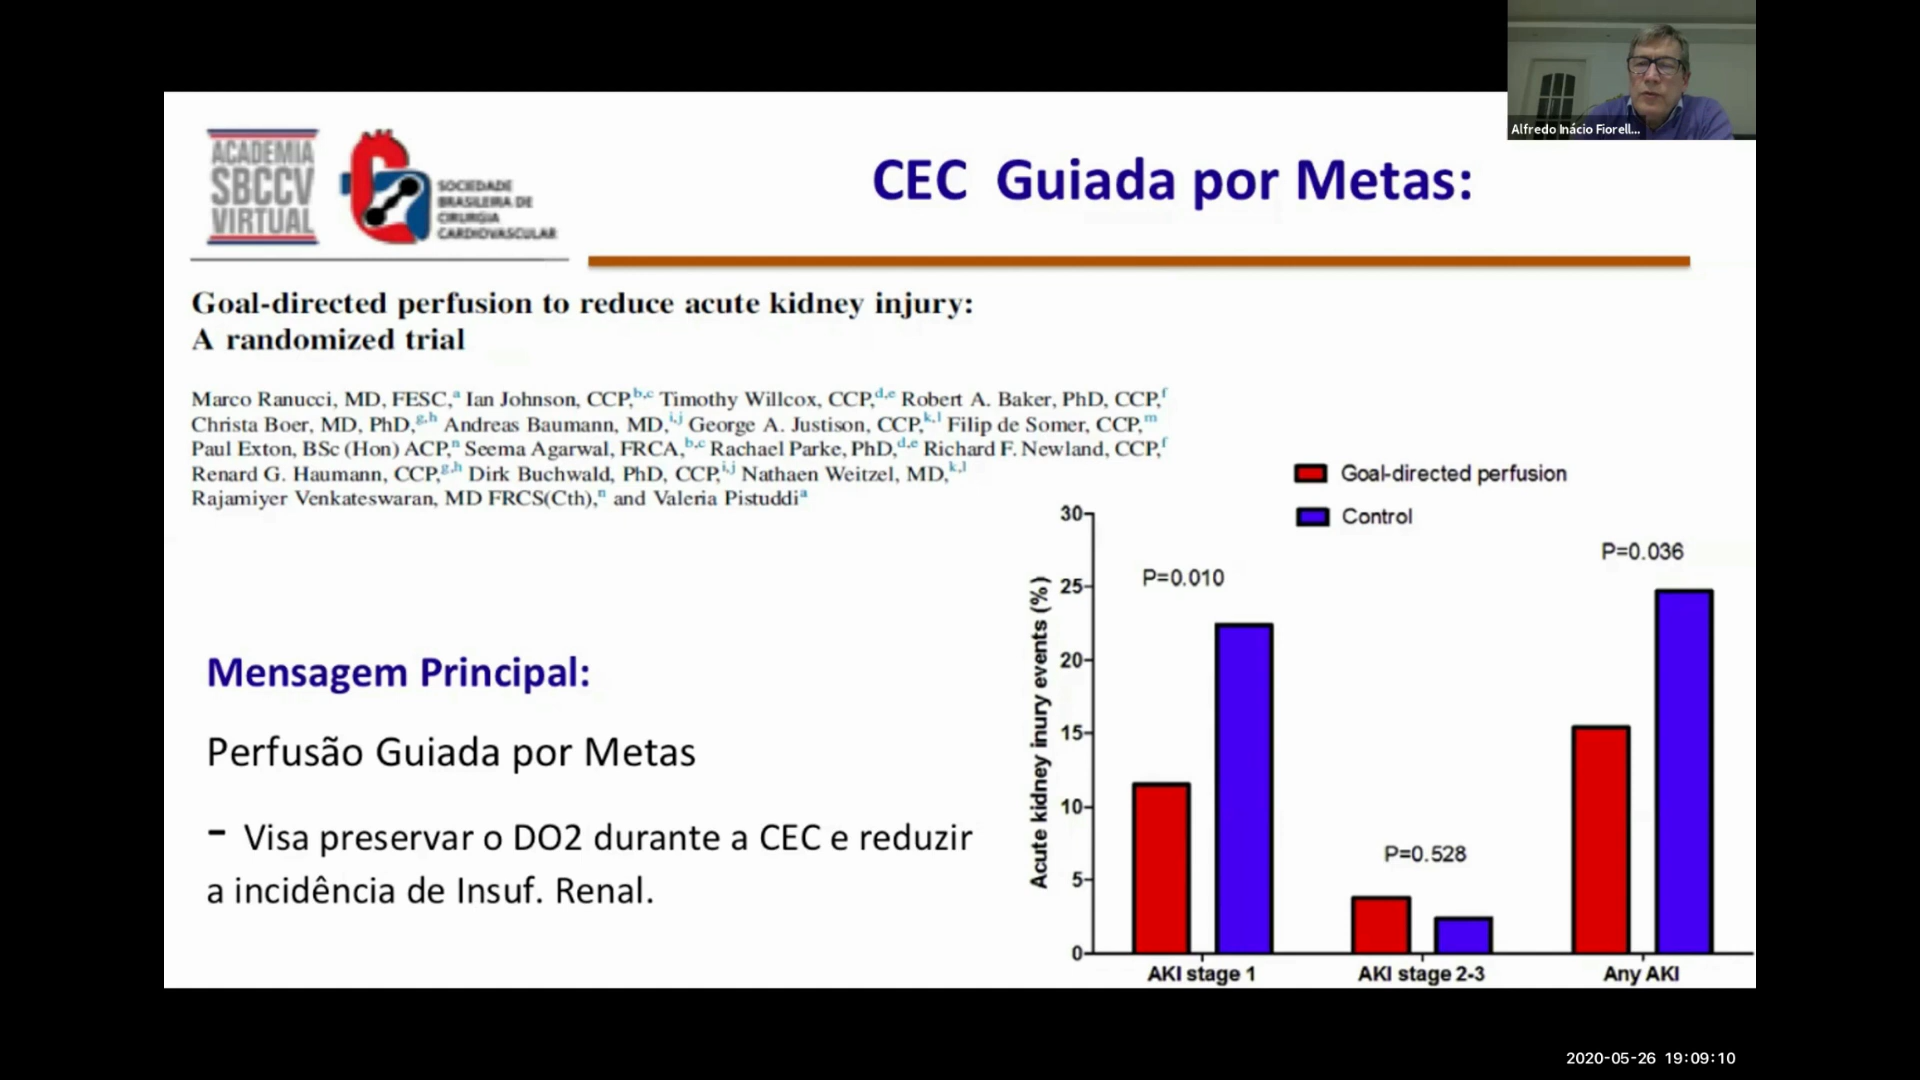 Alfredo Inácio Fiorell...
ACADEMIA
SBCCV
VIRTUAL
SOCIEDADE
BRASILEIRA DE
CIRURGIA
CARDIOVASCULAR
CEC Guiada por Metas:
Goal-directed perfusion to reduce acute kidney injury:
A randomized trial
Marco Ranucci, MD, FESC,a Ian Johnson, CCP,b,c Timothy Willcox, CCP,d,e Robert A. Baker, PhD, CCP,f
Christa Boer, MD, PhD,g,h Andreas Baumann, MD,i,j George A. Justison, CCP,k,l Filip de Somer, CCP,m
Paul Exton, BSc (Hon) ACP,n Seema Agarwal, FRCA,b,c Rachael Parke, PhD,d,e Richard F. Newland, CCP,f
Renard G. Haumann, CCP,g,h Dirk Buchwald, PhD, CCP,i,j Nathaen Weitzel, MD,k,l
Rajamiyer Venkateswaran, MD FRCS(Cth),n and Valeria Pistuddia
Mensagem Principal:
Perfusão Guiada por Metas
- Visa preservar o DO2 durante a CEC e reduzir
a incidência de Insuf. Renal.
Goal-directed perfusion
Control
Acute kidney inury events (%)
30
25
20
15
10
5
0
P=0.010
P=0.528
P=0.036
AKI stage 1
AKI stage 2-3
Any AKI
2020-05-26 19:09:10